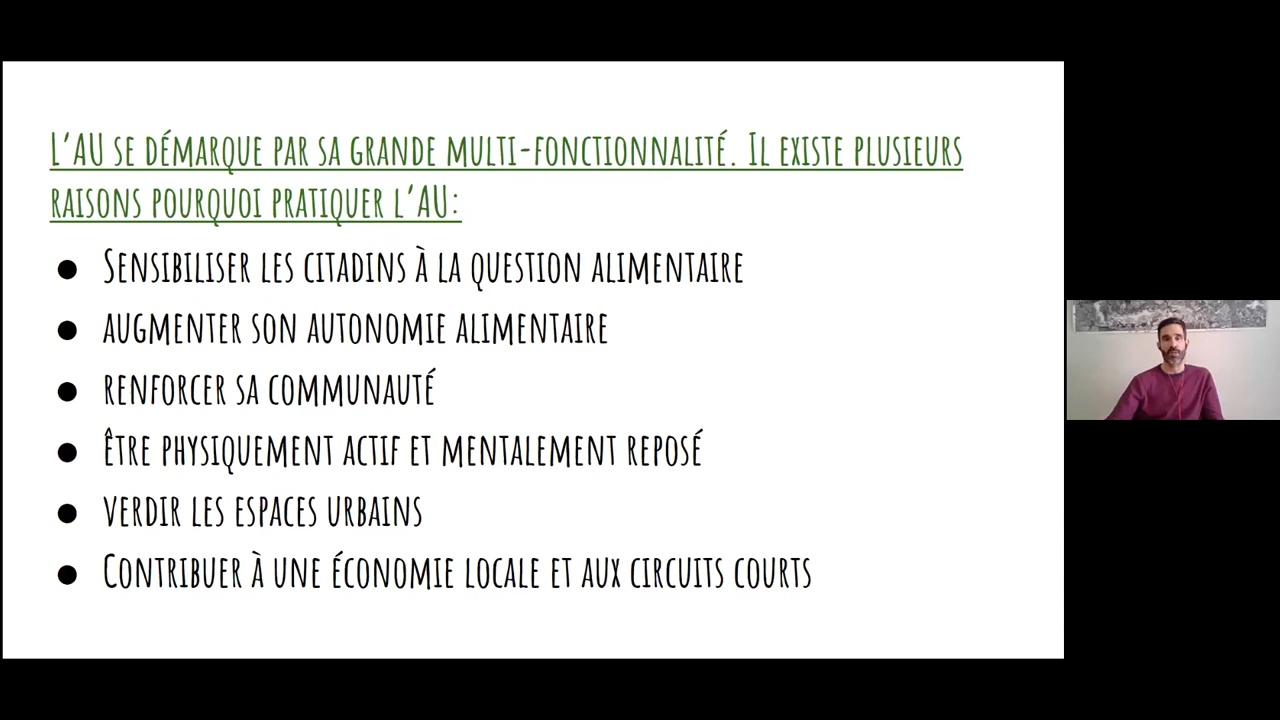 L'AU SE DÉMARQUE PAR SA GRANDE MULTI-FONCTIONNALITÉ. IL EXISTE PLUSIEURS
RAISONS POURQUOI PRATIQUER L'AU:
● SENSIBILISER LES CITADINS À LA QUESTION ALIMENTAIRE
● AUGMENTER SON AUTONOMIE ALIMENTAIRE
● RENFORCER SA COMMUNAUTÉ
● ÊTRE PHYSIQUEMENT ACTIF ET MENTALEMENT REPOSÉ
● VERDIR LES ESPACES URBAINS
● CONTRIBUER À UNE ÉCONOMIE LOCALE ET AUX CIRCUITS COURTS